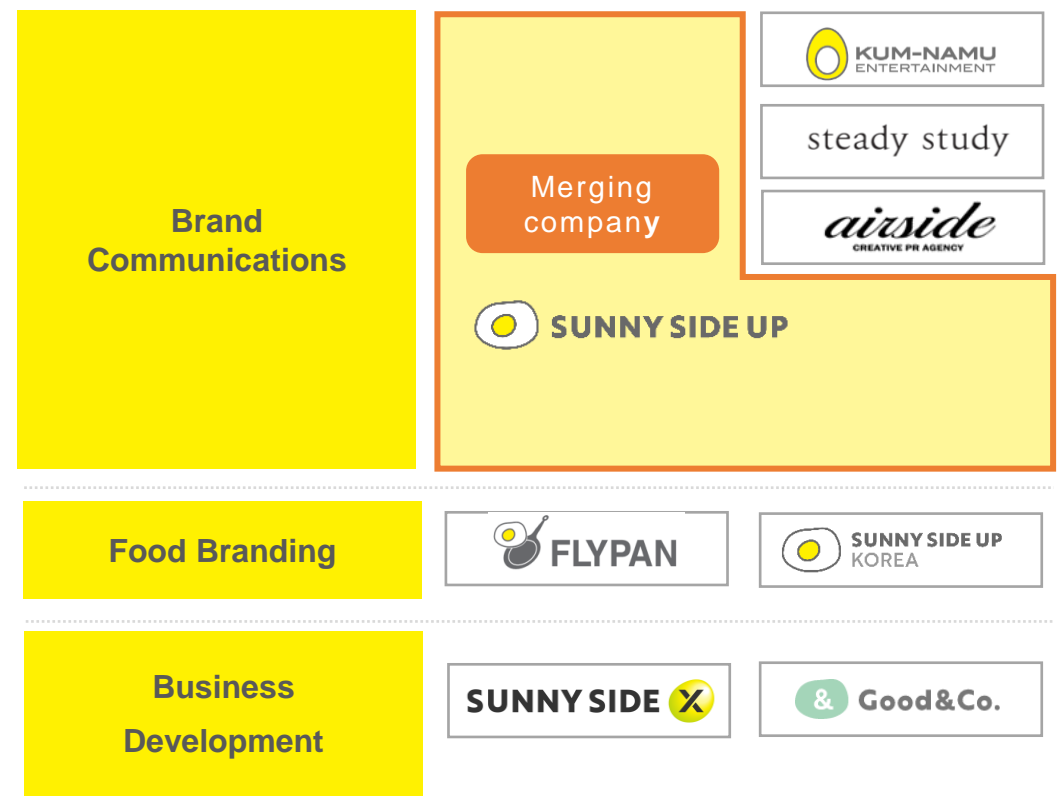 Brand
Communications
Merging
company
SUNNY SIDE UP
KUM-NAMU
ENTERTAINMENT
steady study
airside
CREATIVE PR AGENCY
Food Branding
FLYPAN
SUNNY SIDE UP
KOREA
Business
Development
SUNNY SIDE X
& Good&Co.